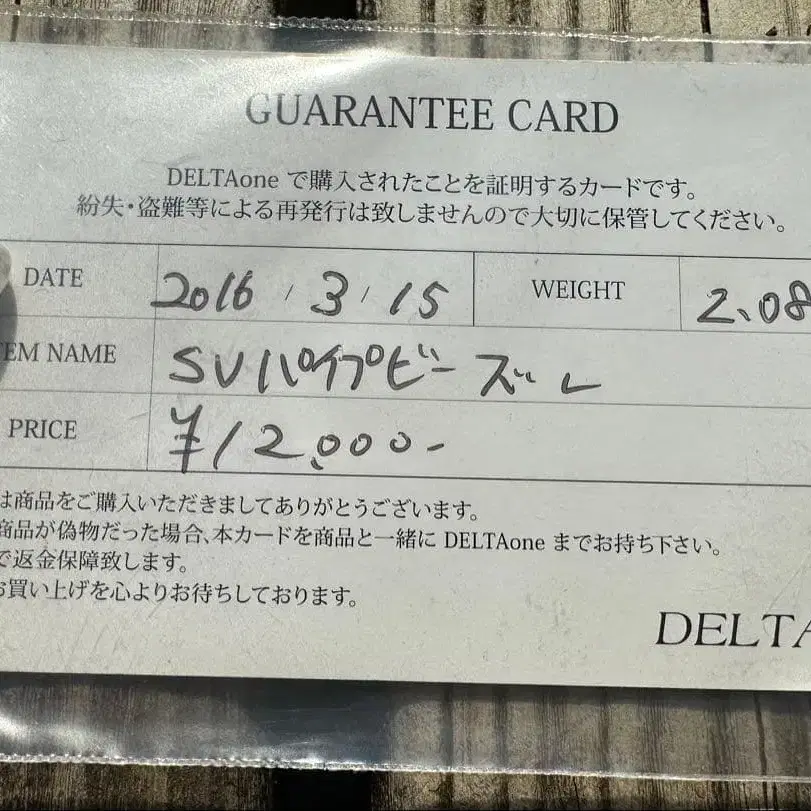 GUARANTEE CARD
DELTAone で購入されたことを証明するカードです。
紛失・盗難等による再発行は致しませんので大切に保管してください。
DATE 2016 / 3 / 15 WEIGHT 2.08
TEM NAME SVパイプビーズL
PRICE ¥12,000-
は商品をご購入いただきましてありがとうございます。
商品が偽物だった場合、本カードを商品と一緒に DELTAone までお持ち下さい。
で返金保障致します。
お買い上げを心よりお待ちしております。
DELTA